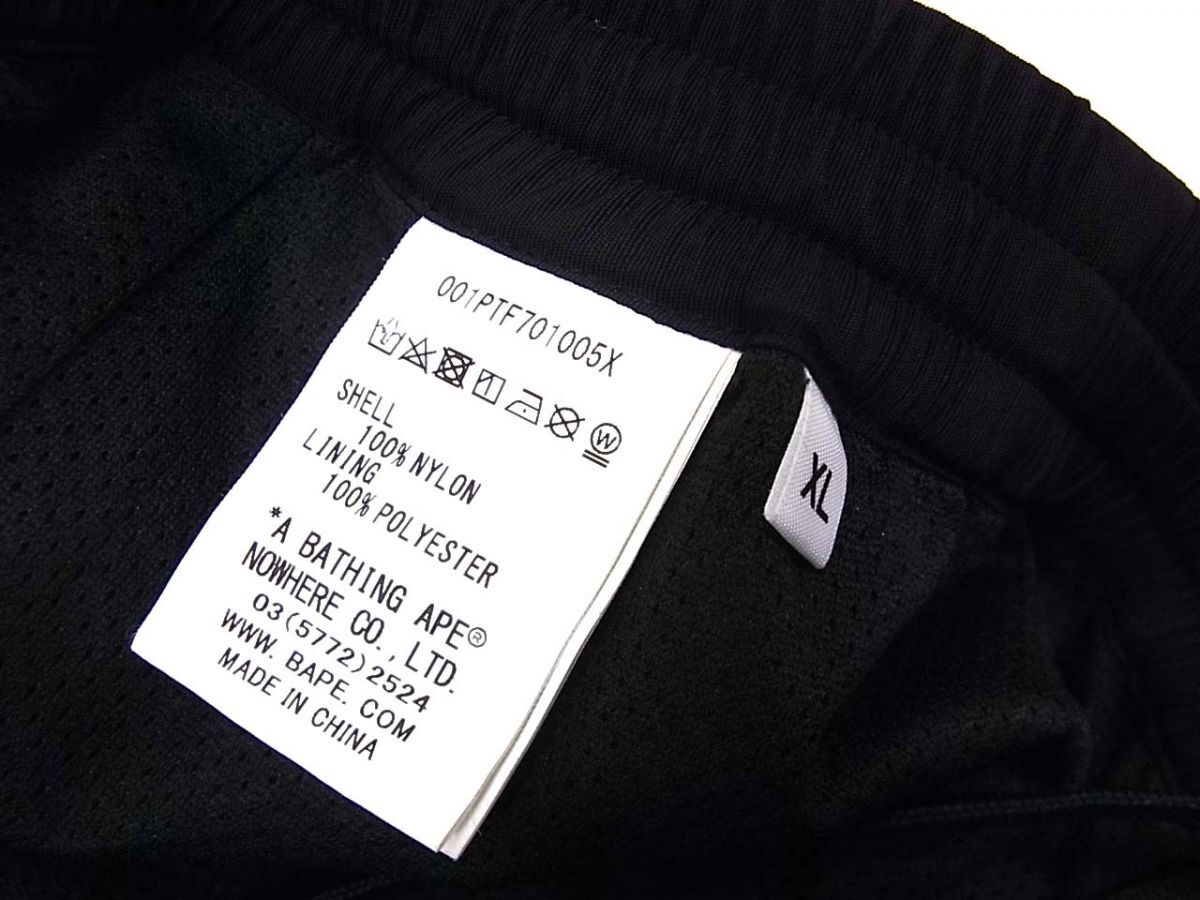 001PTF701005X
W
SHELL
100% NYLON
LINING
100% POLYESTER
*A BATHING APE®
NOWHERE CO., LTD.
03(5772)2524
WWW. BAPE. COM
MADE IN CHINA
XL